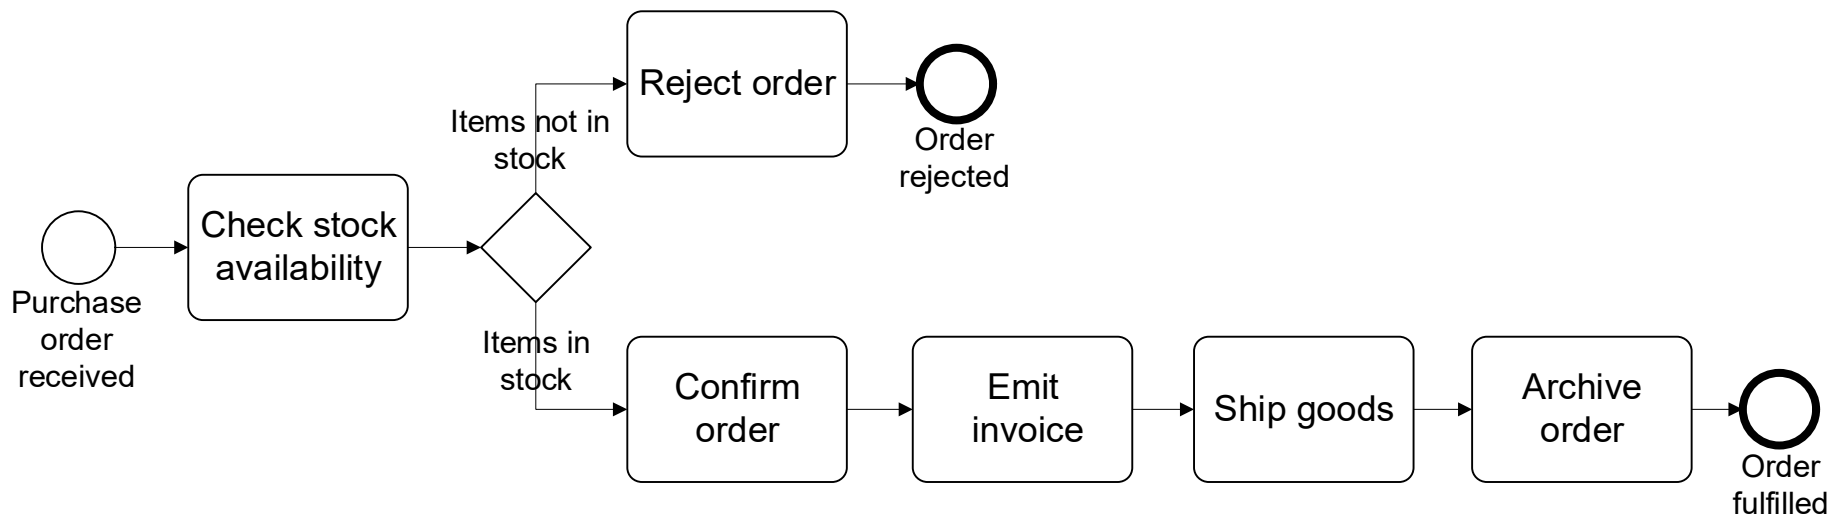 Reject order
Items not in
stock
Order
rejected
Check stock
availability
Purchase
order
received
Items in
stock
Confirm
order
Emit
invoice
Ship goods
Archive
order
Order
fulfilled